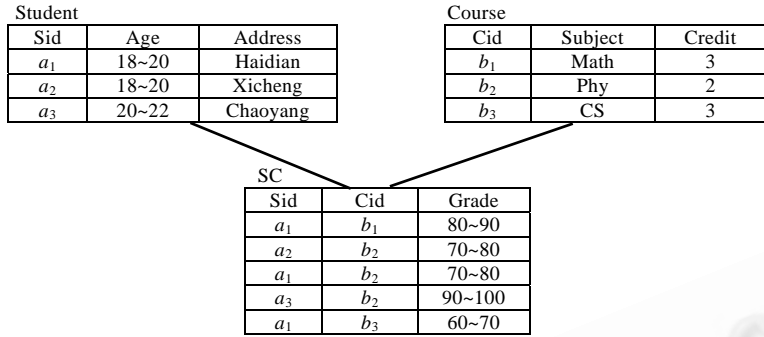 Student
Sid Age Address
a₁ 18~20 Haidian
a₂ 18~20 Xicheng
a₃ 20~22 Chaoyang
Course
Cid Subject Credit
b₁ Math 3
b₂ Phy 2
b₃ CS 3
SC
Sid Cid Grade
a₁ b₁ 80~90
a₂ b₂ 70~80
a₁ b₂ 70~80
a₃ b₂ 90~100
a₁ b₃ 60~70